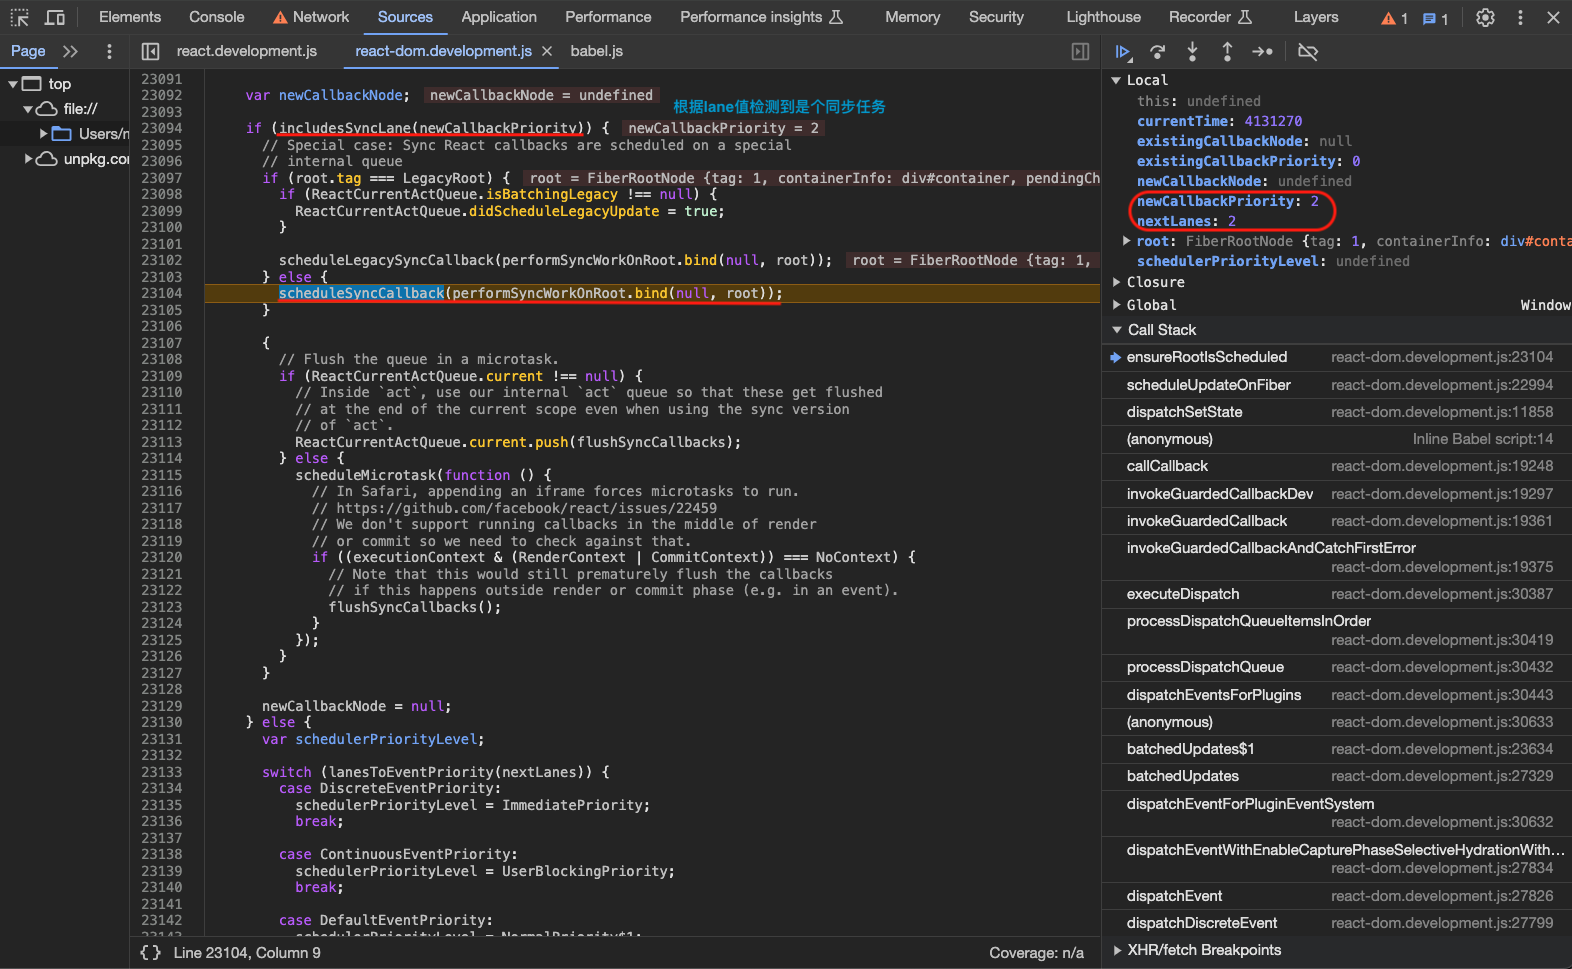 Elements Console Network Sources Application Performance Performance insights Memory Security Lighthouse Recorder Layers 1 1
Page react.development.js react-dom.development.js babel.js
top
file://
Users/
unpkg.co
23091
23092 var newCallbackNode; newCallbackNode = undefined
根据lane值检测到是个同步任务
23093
23094 if (includesSyncLane(newCallbackPriority)) { newCallbackPriority = 2
23095 // Special case: Sync React callbacks are scheduled on a special
23096 // internal queue
23097 if (root.tag === LegacyRoot) { root = FiberRootNode {tag: 1, containerInfo: div#container, pendingCh
23098 if (ReactCurrentActQueue.isBatchingLegacy !== null) {
23099 ReactCurrentActQueue.didScheduleLegacyUpdate = true;
23100 }
23101
23102 scheduleLegacySyncCallback(performSyncWorkOnRoot.bind(null, root)); root = FiberRootNode {tag: 1,
23103 } else {
23104 scheduleSyncCallback(performSyncWorkOnRoot.bind(null, root));
23105 }
23106
23107 {
23108 // Flush the queue in a microtask.
23109 if (ReactCurrentActQueue.current !== null) {
23110 // Inside `act`, use our internal `act` queue so that these get flushed
23111 // at the end of the current scope even when using the sync version
23112 // of `act`.
23113 ReactCurrentActQueue.current.push(flushSyncCallbacks);
23114 } else {
23115 scheduleMicrotask(function () {
23116 // In Safari, appending an iframe forces microtasks to run.
23117 // https://github.com/facebook/react/issues/22459
23118 // We don't support running callbacks in the middle of render
23119 // or commit so we need to check against that.
23120 if ((executionContext & (RenderContext | CommitContext)) === NoContext) {
23121 // Note that this would still prematurely flush the callbacks
23122 // if this happens outside render or commit phase (e.g. in an event).
23123 flushSyncCallbacks();
23124 }
23125 });
23126 }
23127 }
23128
23129 newCallbackNode = null;
23130 } else {
23131 var schedulerPriorityLevel;
23132
23133 switch (lanesToEventPriority(nextLanes)) {
23134 case DiscreteEventPriority:
23135 schedulerPriorityLevel = ImmediatePriority;
23136 break;
23137
23138 case ContinuousEventPriority:
23139 schedulerPriorityLevel = UserBlockingPriority;
23140 break;
23141
23142 case DefaultEventPriority:
23143 schedulerPriorityLevel = NormalPriority$1;
{} Line 23104, Column 9 Coverage: n/a
Local
this: undefined
currentTime: 4131270
existingCallbackNode: null
existingCallbackPriority: 0
newCallbackNode: undefined
newCallbackPriority: 2
nextLanes: 2
root: FiberRootNode {tag: 1, containerInfo: div#conta
schedulerPriorityLevel: undefined
Closure
Global Window
Call Stack
ensureRootIsScheduled react-dom.development.js:23104
scheduleUpdateOnFiber react-dom.development.js:22994
dispatchSetState react-dom.development.js:11858
(anonymous) Inline Babel script:14
callCallback react-dom.development.js:19248
invokeGuardedCallbackDev react-dom.development.js:19297
invokeGuardedCallback react-dom.development.js:19361
invokeGuardedCallbackAndCatchFirstError
react-dom.development.js:19375
executeDispatch react-dom.development.js:30387
processDispatchQueueItemsInOrder
react-dom.development.js:30419
processDispatchQueue react-dom.development.js:30432
dispatchEventsForPlugins react-dom.development.js:30443
(anonymous) react-dom.development.js:30633
batchedUpdates$1 react-dom.development.js:23634
batchedUpdates react-dom.development.js:27329
dispatchEventForPluginEventSystem
react-dom.development.js:30632
dispatchEventWithEnableCapturePhaseSelectiveHydrationWith…
react-dom.development.js:27834
dispatchEvent react-dom.development.js:27826
dispatchDiscreteEvent react-dom.development.js:27799
XHR/fetch Breakpoints